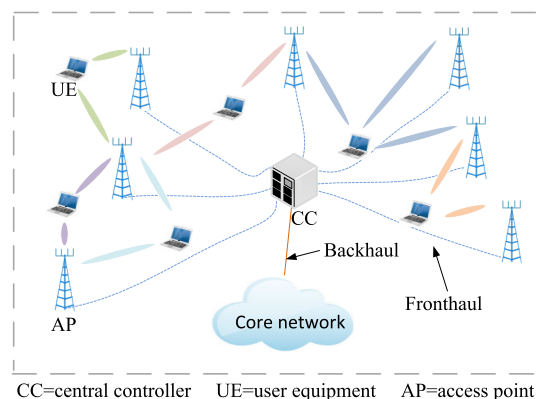 UE
CC
Backhaul
Fronthaul
AP
Core network
CC=central controller UE=user equipment AP=access point